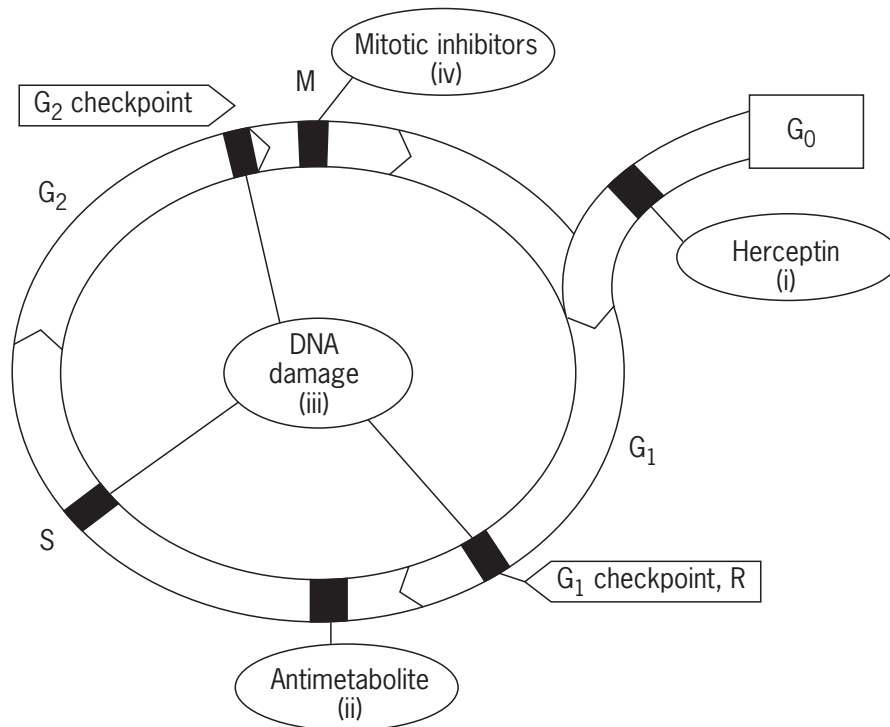 Mitotic inhibitors
(iv)
M
G₂ checkpoint
G₀
G₂
Herceptin
(i)
DNA
damage
(iii)
G₁
S
G₁ checkpoint, R
Antimetabolite
(ii)